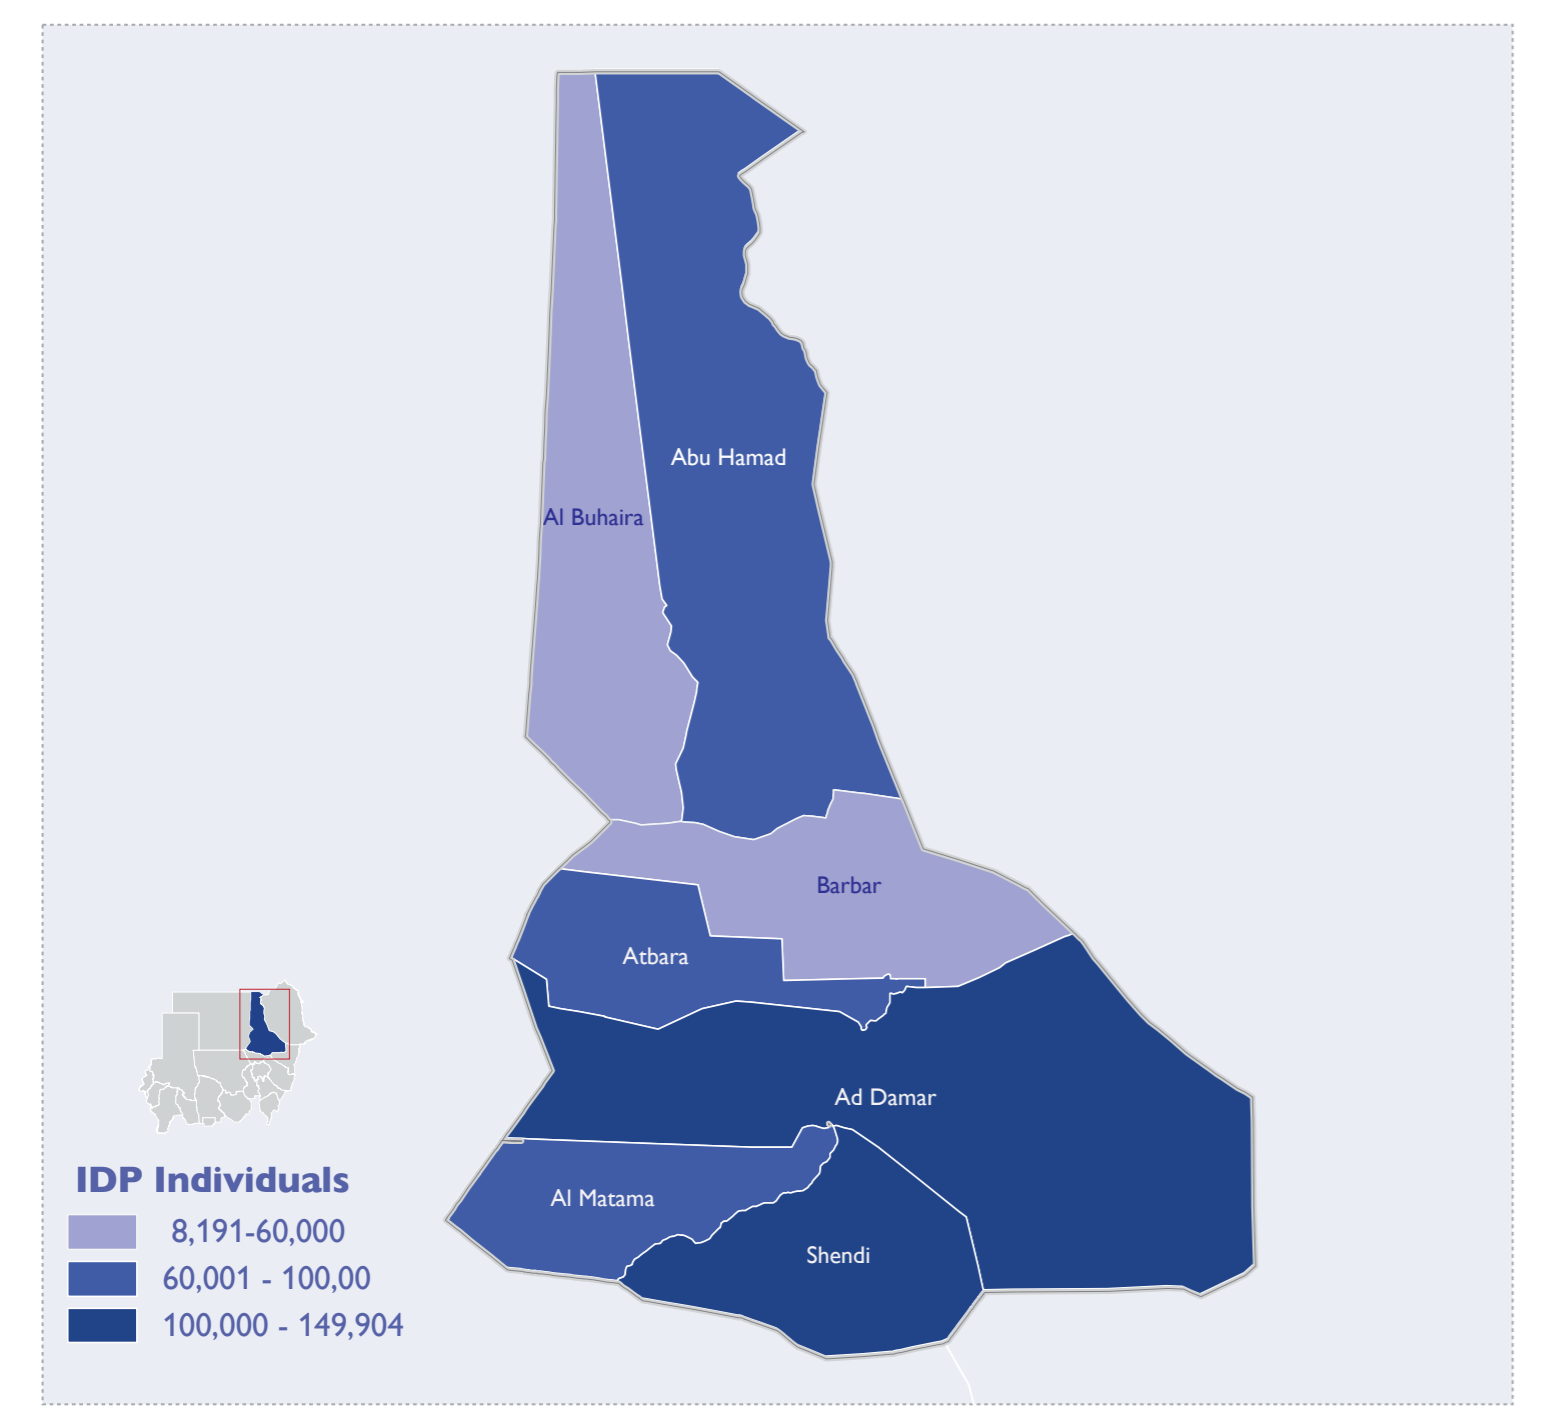 Abu Hamad
Al Buhaira
Barbar
Atbara
Ad Damar
Al Matama
Shendi
IDP Individuals
8,191-60,000
60,001 - 100,00
100,000 - 149,904